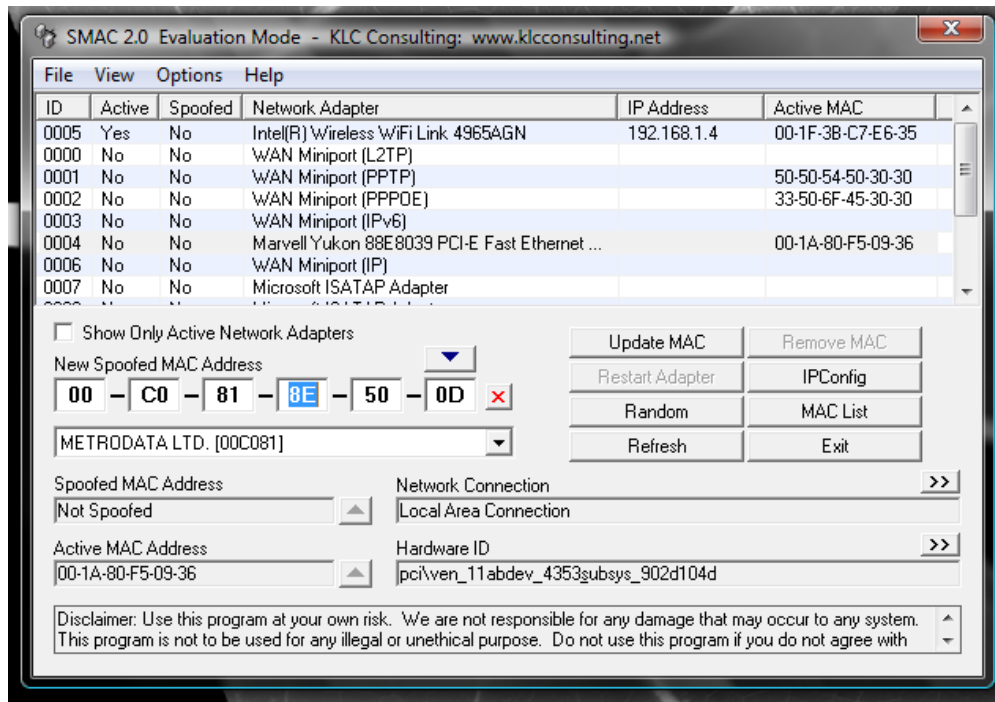 SMAC 2.0 Evaluation Mode - KLC Consulting: www.klcconsulting.net
File View Options Help
ID Active Spoofed Network Adapter IP Address Active MAC
0005 Yes No Intel(R) Wireless WiFi Link 4965AGN 192.168.1.4 00-1F-3B-C7-E6-35
0000 No No WAN Miniport (L2TP)
0001 No No WAN Miniport (PPTP) 50-50-54-50-30-30
0002 No No WAN Miniport (PPPOE) 33-50-6F-45-30-30
0003 No No WAN Miniport (IPv6)
0004 No No Marvell Yukon 88E8039 PCI-E Fast Ethernet ... 00-1A-80-F5-09-36
0006 No No WAN Miniport (IP)
0007 No No Microsoft ISATAP Adapter
Show Only Active Network Adapters
Update MAC Remove MAC
New Spoofed MAC Address
Restart Adapter IPConfig
00 - C0 - 81 - 8E - 50 - 0D X
Random MAC List
METRODATA LTD. [00C081]
Refresh Exit
Spoofed MAC Address Network Connection >>
Not Spoofed Local Area Connection
Active MAC Address Hardware ID >>
00-1A-80-F5-09-36 pci\ven_11abdev_4353subsys_902d104d
Disclaimer: Use this program at your own risk. We are not responsible for any damage that may occur to any system.
This program is not to be used for any illegal or unethical purpose. Do not use this program if you do not agree with